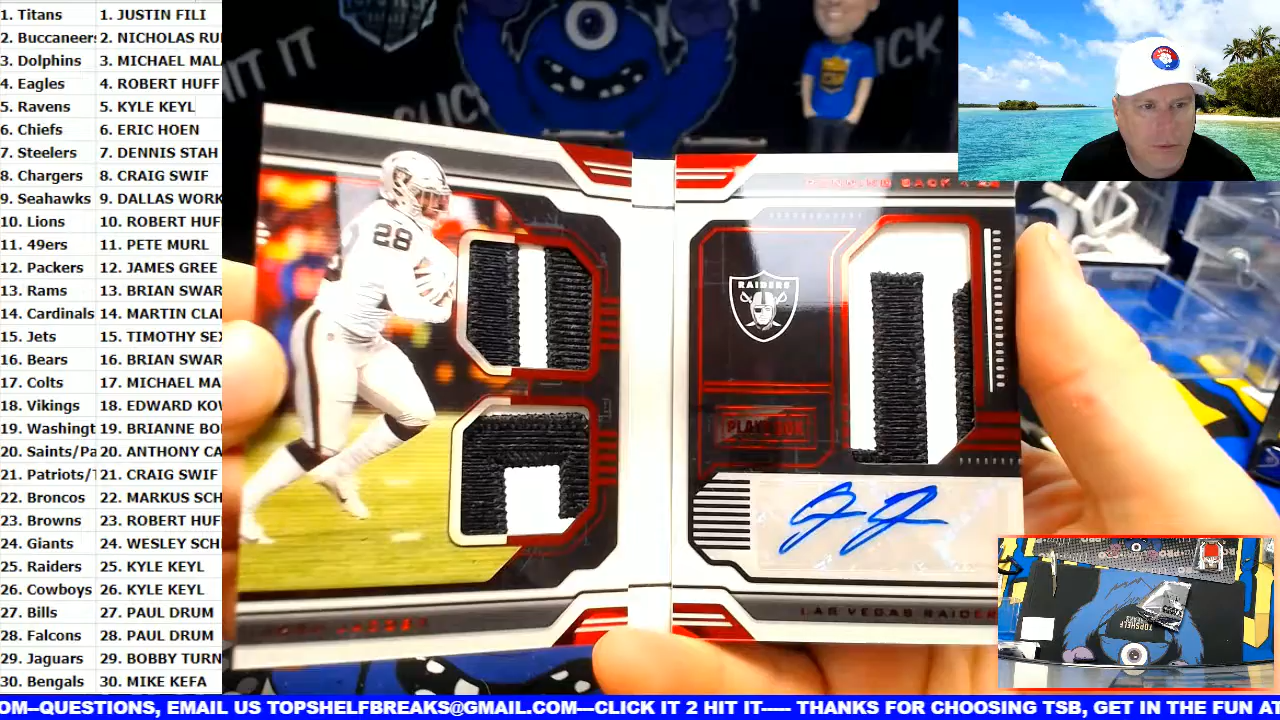 1. Titans 1. JUSTIN FILI
2. Buccaneers 2. NICHOLAS RU
3. Dolphins 3. MICHAEL MAL
4. Eagles 4. ROBERT HUFF
5. Ravens 5. KYLE KEYL
6. Chiefs 6. ERIC HOEN
7. Steelers 7. DENNIS STAH
8. Chargers 8. CRAIG SWIF
9. Seahawks 9. DALLAS WORK
10. Lions 10. ROBERT HUF
11. 49ers 11. PETE MURL
12. Packers 12. JAMES GREE
13. Rams 13. BRIAN SWAR
14. Cardinals 14. MARTIN CLA
15. Jets 15. TIMOTHY SEX
16. Bears 16. BRIAN SWAR
17. Colts 17. MICHAEL MA
18. Vikings 18. EDWARD KOV
19. Washingt 19. BRIANNE BO
20. Saints/Pa 20. ANTHONY CA
21. Patriots/T 21. CRAIG SWIF
22. Broncos 22. MARKUS SCH
23. Browns 23. ROBERT HUF
24. Giants 24. WESLEY SCH
25. Raiders 25. KYLE KEYL
26. Cowboys 26. KYLE KEYL
27. Bills 27. PAUL DRUM
28. Falcons 28. PAUL DRUM
29. Jaguars 29. BOBBY TURN
30. Bengals 30. MIKE KEFA
HIT IT
CLICK
28
RAIDERS
PLAYBOOK
LAS VEGAS RAIDER
TOPSHELF
OM--QUESTIONS, EMAIL US TOPSHELFBREAKS@GMAIL.COM---CLICK IT 2 HIT IT----- THANKS FOR CHOOSING TSB, GET IN THE FUN AT